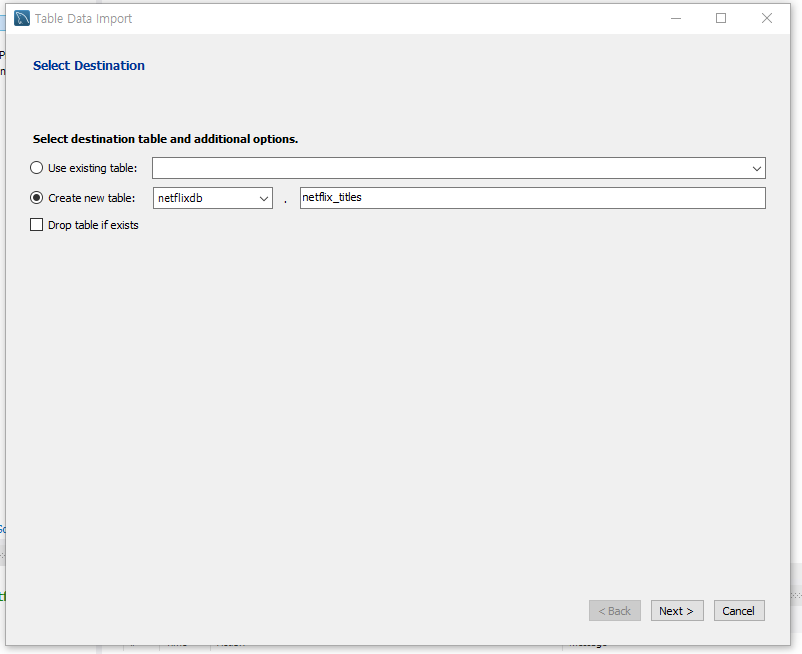 Table Data Import
Select Destination
Select destination table and additional options.
Use existing table:
Create new table: netflixdb . netflix_titles
Drop table if exists
< Back Next > Cancel